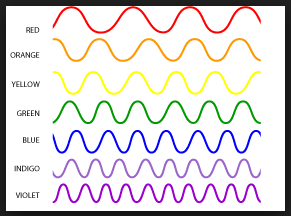 RED
ORANGE
YELLOW
GREEN
BLUE
INDIGO
VIOLET